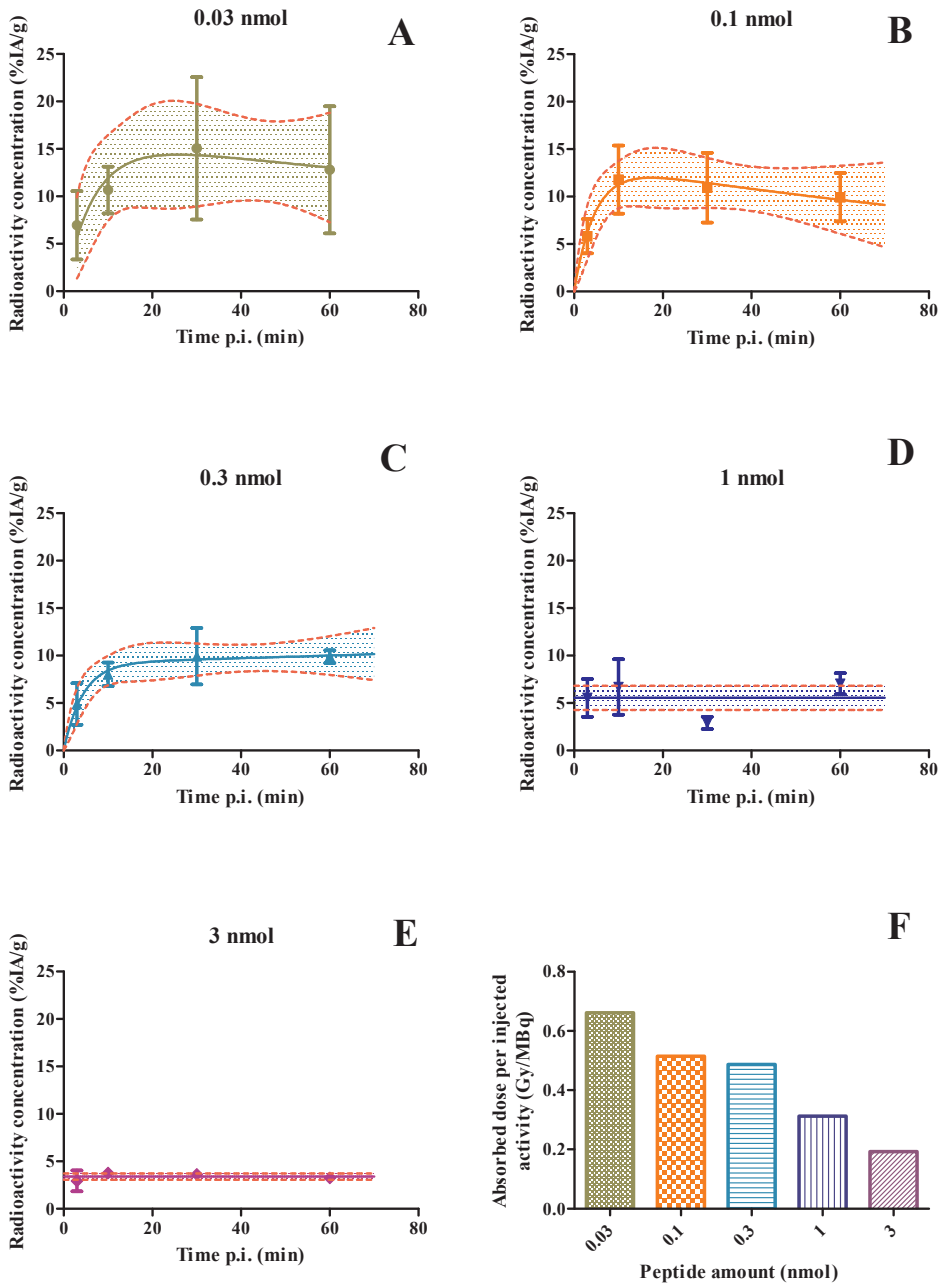 0.03 nmol
A
Radioactivity concentration (%IA/g)
25
20
15
10
5
0
0 20 40 60 80
Time p.i. (min)
0.1 nmol
B
Radioactivity concentration (%IA/g)
25
20
15
10
5
0
0 20 40 60 80
Time p.i. (min)
0.3 nmol
C
Radioactivity concentration (%IA/g)
25
20
15
10
5
0
0 20 40 60 80
Time p.i. (min)
1 nmol
D
Radioactivity concentration (%IA/g)
25
20
15
10
5
0
0 20 40 60 80
Time p.i. (min)
3 nmol
E
Radioactivity concentration (%IA/g)
25
20
15
10
5
0
0 20 40 60 80
Time p.i. (min)
F
Absorbed dose per injected
activity (Gy/MBq)
0.8
0.6
0.4
0.2
0.0
0.03 0.1 0.3 1 3
Peptide amount (nmol)